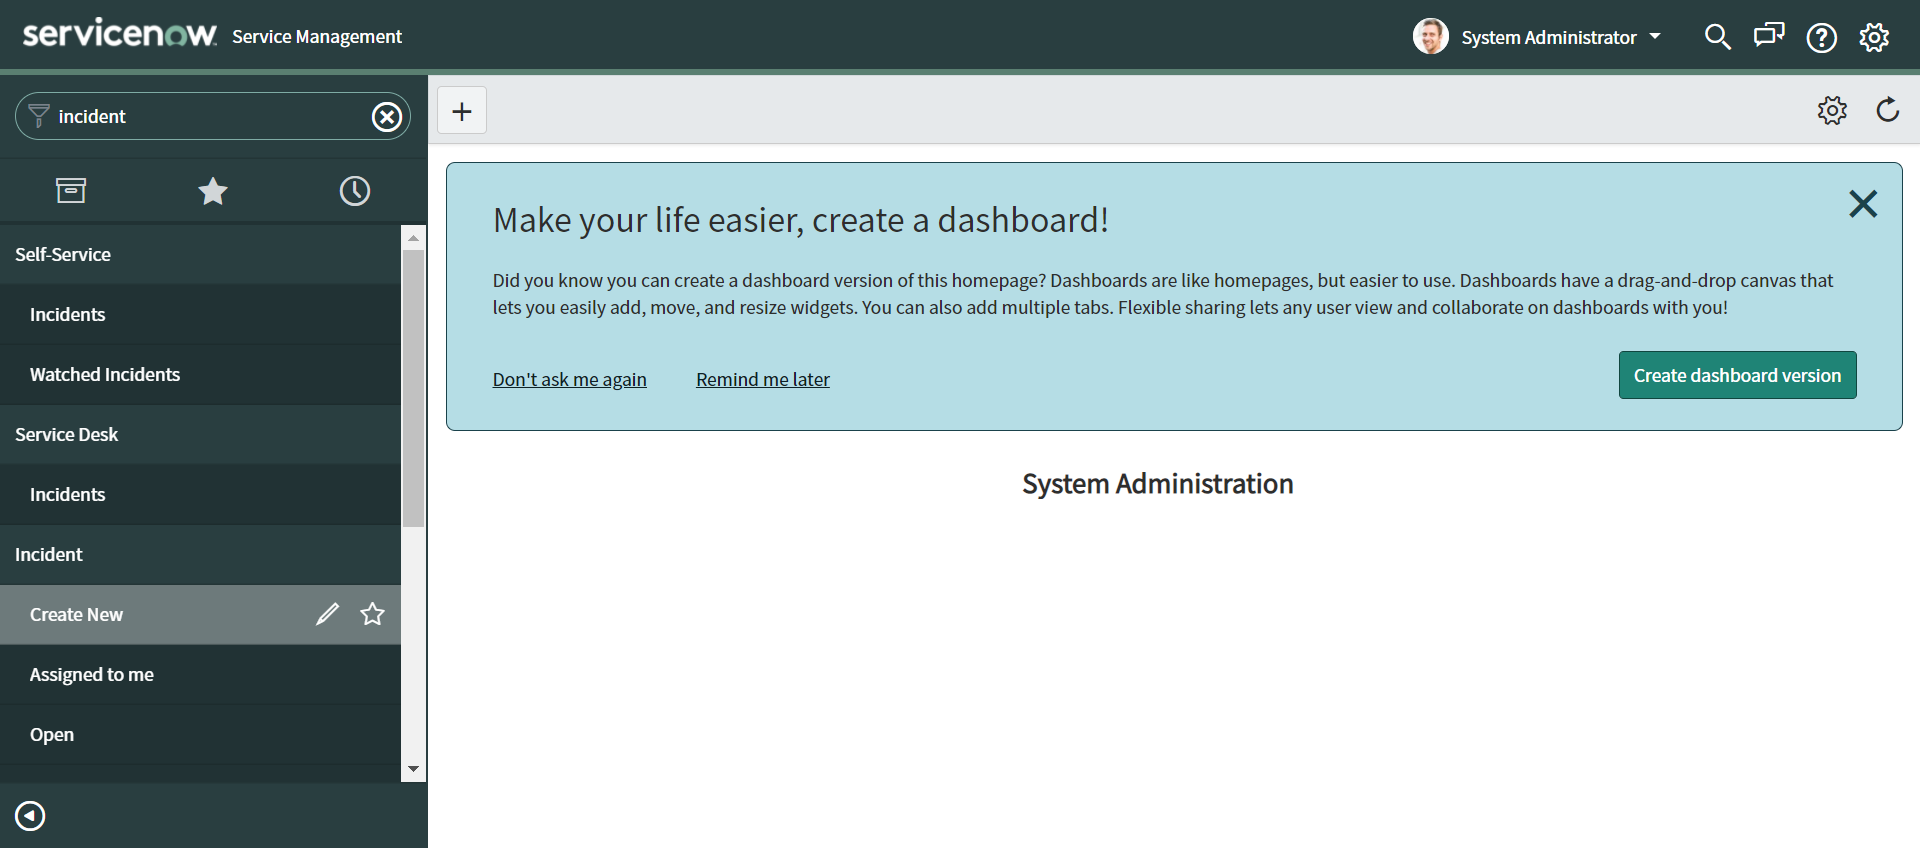 servicenow Service Management
System Administrator
incident
Self-Service
Incidents
Watched Incidents
Service Desk
Incidents
Incident
Create New
Assigned to me
Open
Make your life easier, create a dashboard!
Did you know you can create a dashboard version of this homepage? Dashboards are like homepages, but easier to use. Dashboards have a drag-and-drop canvas that
lets you easily add, move, and resize widgets. You can also add multiple tabs. Flexible sharing lets any user view and collaborate on dashboards with you!
Don't ask me again
Remind me later
Create dashboard version
System Administration